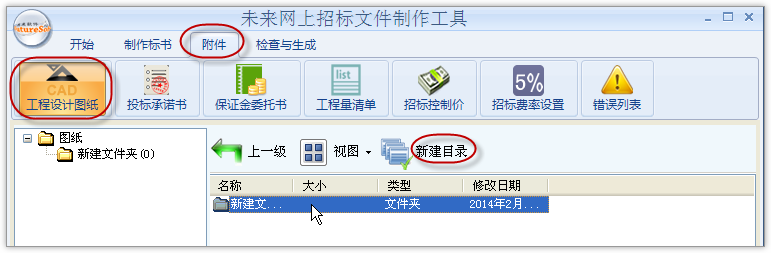 未来网上招标文件制作工具
未来软件
utureSo
开始 制作标书 附件 检查与生成
CAD
list
5%
工程设计图纸 投标承诺书 保证金委托书 工程量清单 招标控制价 招标费率设置 错误列表
图纸
新建文件夹(0)
上一级 视图 新建目录
名称 大小 类型 修改日期
新建文... 文件夹 2014年2月...